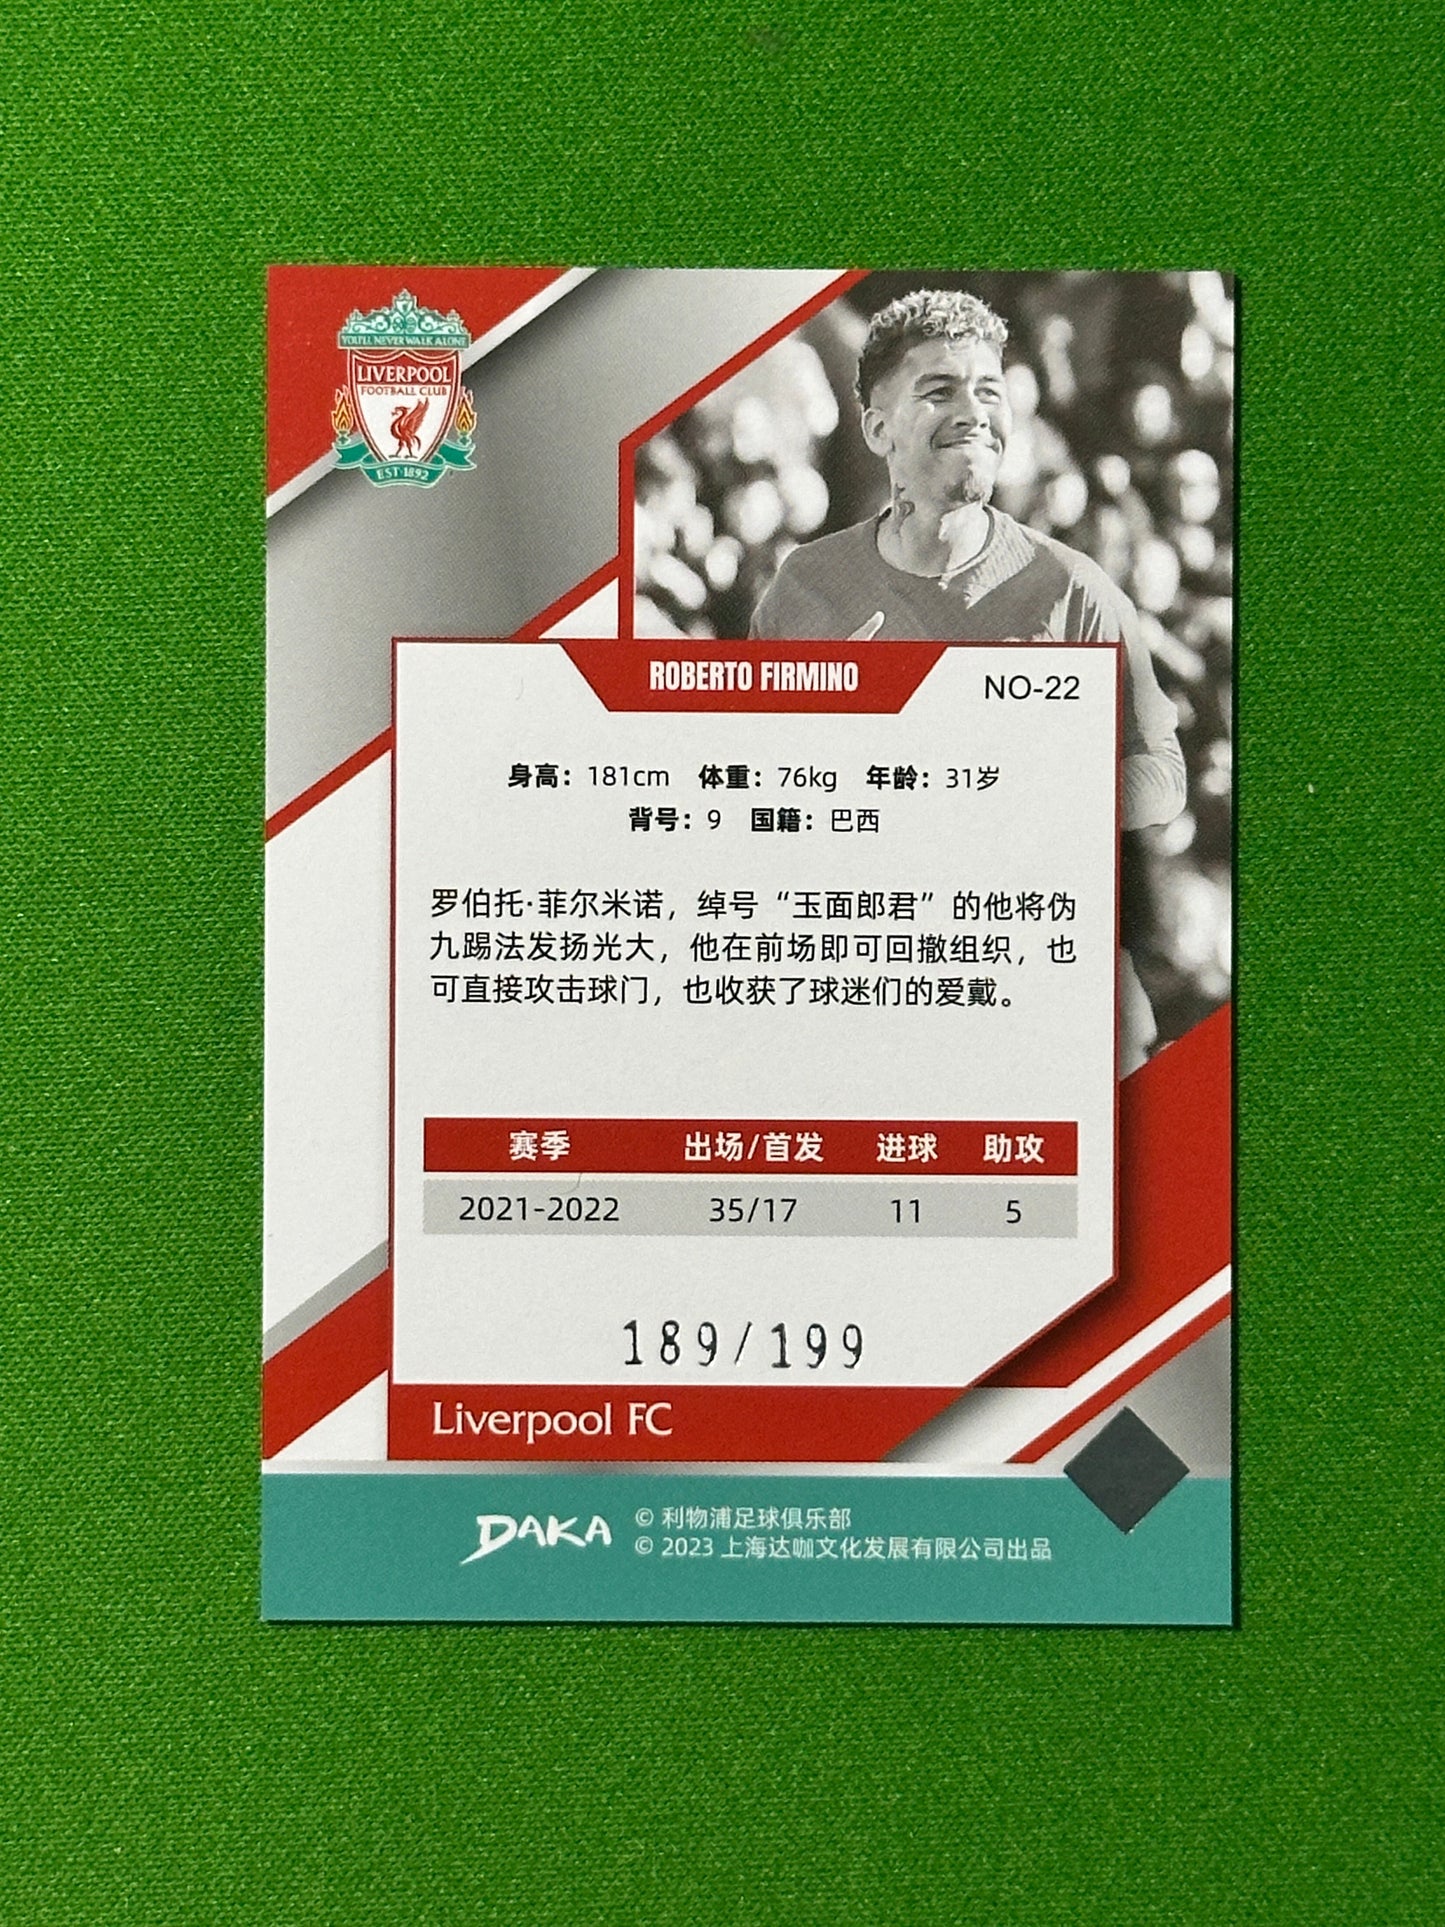 YOU'LL NEVER WALK ALONE
LIVERPOOL
FOOTBALL CLUB
EST·1892
ROBERTO FIRMINO
NO-22
身高：181cm 体重：76kg 年龄：31岁
背号：9 国籍：巴西
罗伯托·菲尔米诺，绰号“玉面郎君”的他将伪
九踢法发扬光大，他在前场即可回撤组织，也
可直接攻击球门，也收获了球迷们的爱戴。
赛季 出场/首发 进球 助攻
2021-2022 35/17 11 5
189/199
Liverpool FC
DAKA
© 利物浦足球俱乐部
© 2023 上海达咖文化发展有限公司出品